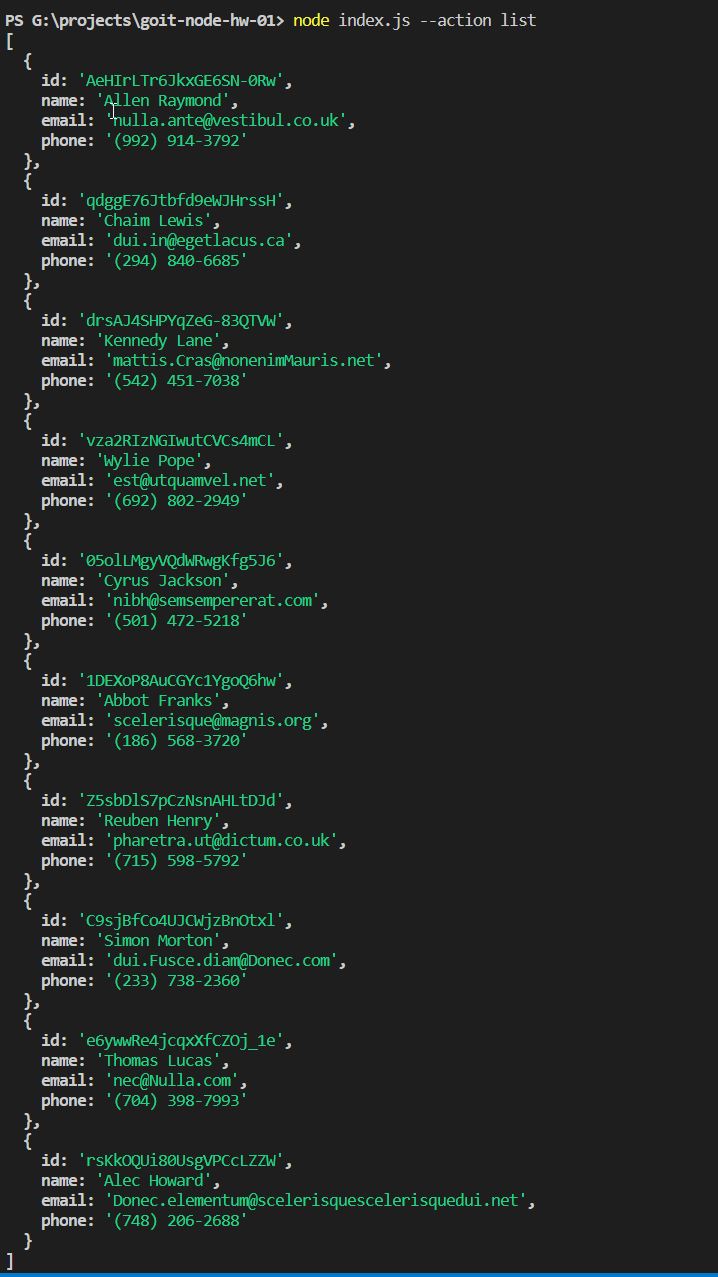 PS G:\projects\goit-node-hw-01> node index.js --action list
[
  {
    id: 'AeHIrLTr6JkxGE6SN-0Rw',
    name: 'Allen Raymond',
    email: 'nulla.ante@vestibul.co.uk',
    phone: '(992) 914-3792'
  },
  {
    id: 'qdggE76Jtbfd9eWJHrssH',
    name: 'Chaim Lewis',
    email: 'dui.in@egetlacus.ca',
    phone: '(294) 840-6685'
  },
  {
    id: 'drsAJ4SHPYqZeG-83QTVW',
    name: 'Kennedy Lane',
    email: 'mattis.Cras@nonenimMauris.net',
    phone: '(542) 451-7038'
  },
  {
    id: 'vza2RIzNGIwutCVCs4mCL',
    name: 'Wylie Pope',
    email: 'est@utquamvel.net',
    phone: '(692) 802-2949'
  },
  {
    id: '05olLMgyVQdWRwgKfg5J6',
    name: 'Cyrus Jackson',
    email: 'nibh@semsempererat.com',
    phone: '(501) 472-5218'
  },
  {
    id: '1DEXoP8AuCGYc1YgoQ6hw',
    name: 'Abbot Franks',
    email: 'scelerisque@magnis.org',
    phone: '(186) 568-3720'
  },
  {
    id: 'Z5sbDlS7pCzNsnAHLtDJd',
    name: 'Reuben Henry',
    email: 'pharetra.ut@dictum.co.uk',
    phone: '(715) 598-5792'
  },
  {
    id: 'C9sjBfCo4UJCWjzBnOtxl',
    name: 'Simon Morton',
    email: 'dui.Fusce.diam@Donec.com',
    phone: '(233) 738-2360'
  },
  {
    id: 'e6ywwRe4jcqxXfCZOj_1e',
    name: 'Thomas Lucas',
    email: 'nec@Nulla.com',
    phone: '(704) 398-7993'
  },
  {
    id: 'rsKkOQUi80UsgVPCcLZZW',
    name: 'Alec Howard',
    email: 'Donec.elementum@scelerisquescelerisquedui.net',
    phone: '(748) 206-2688'
  }
]